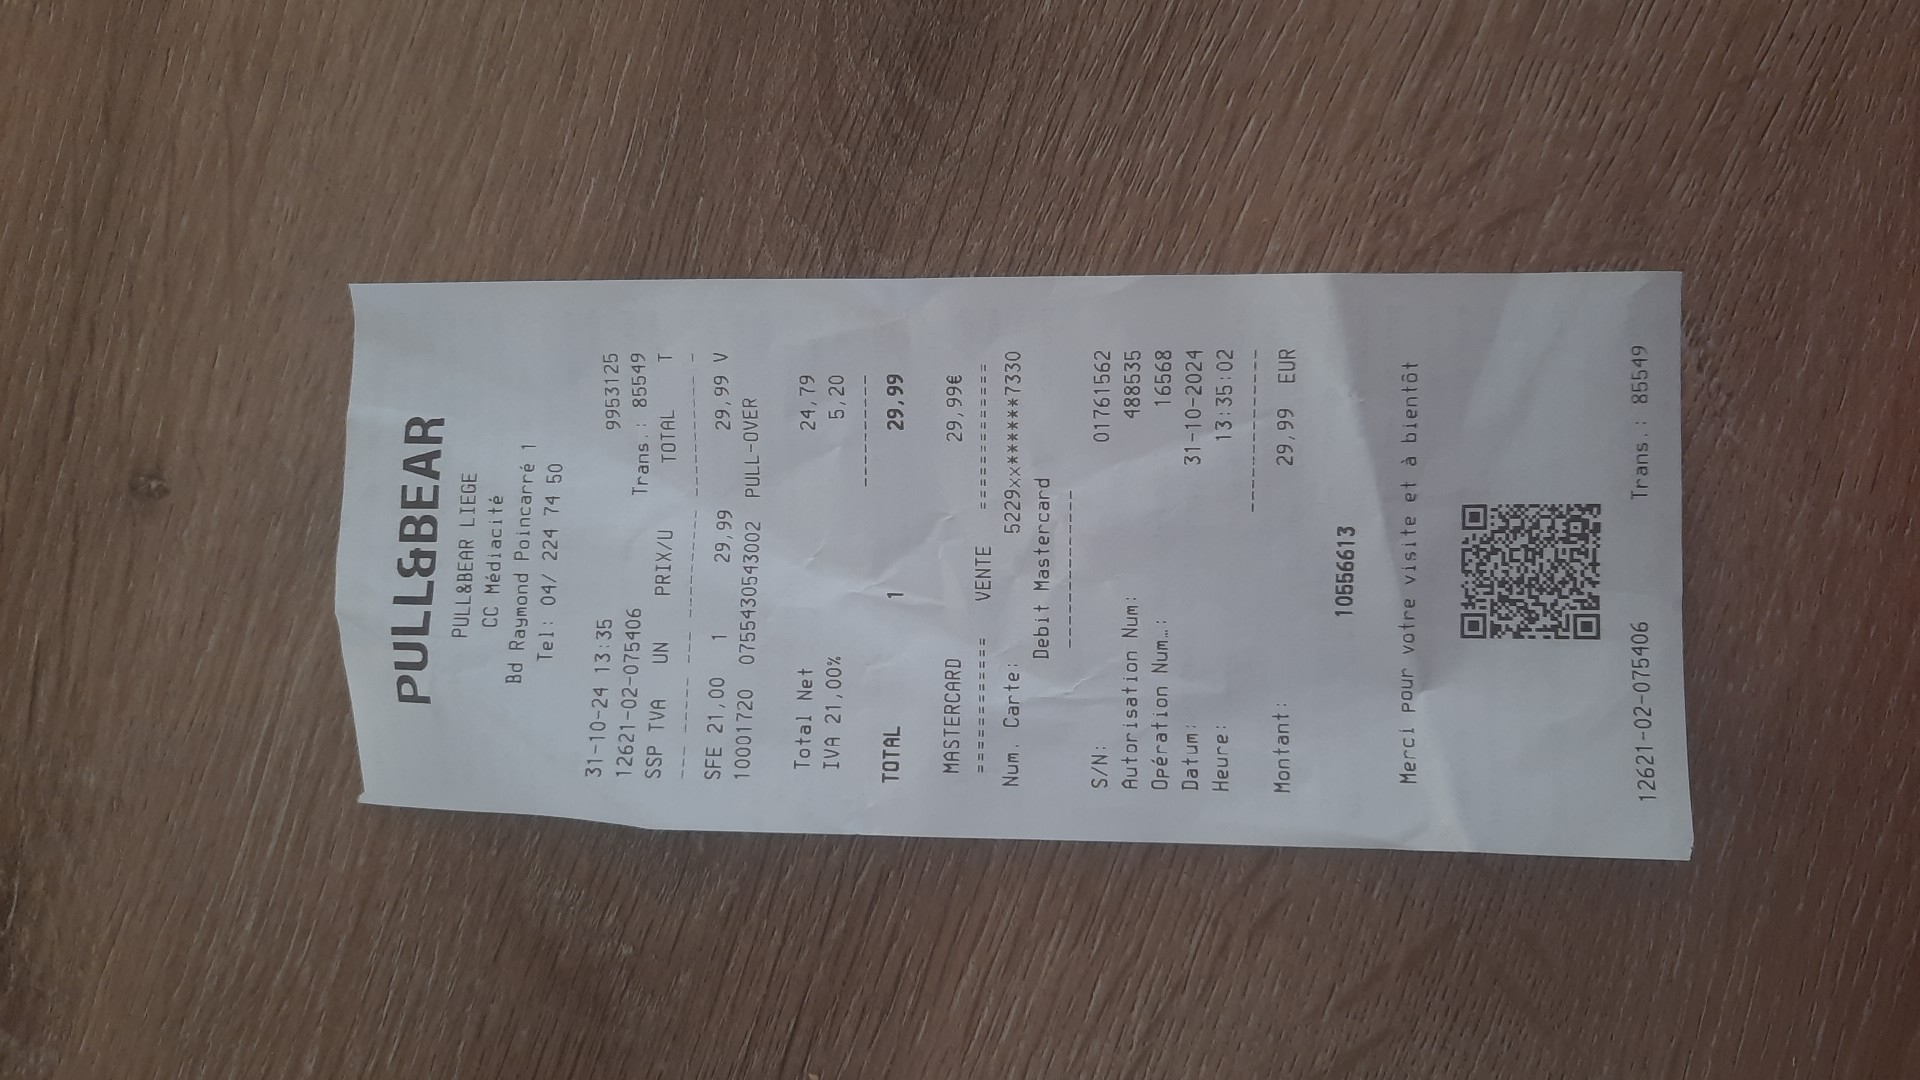 PULL&BEAR
PULL&BEAR LIEGE
CC Médiacité
Bd Raymond Poincarré 1
Tel: 04/ 224 74 50
31-10-24 13:35 9953125
12621-02-075406 Trans.: 85549
SSP TVA UN PRIX/U TOTAL T
SFE 21,00 1 29,99 29,99 V
10001720 0755430543002 PULL-OVER
Total Net 24,79
IVA 21,00% 5,20
TOTAL 1 29,99
MASTERCARD 29,99€
============ VENTE ============
Num. Carte: 5229xx******7330
Debit Mastercard
S/N: 01761562
Autorisation Num: 488535
Opération Num…: 16568
Datum: 31-10-2024
Heure: 13:35:02
Montant: 29,99 EUR
10556613
Merci pour votre visite et à bientôt
12621-02-075406 Trans.: 85549